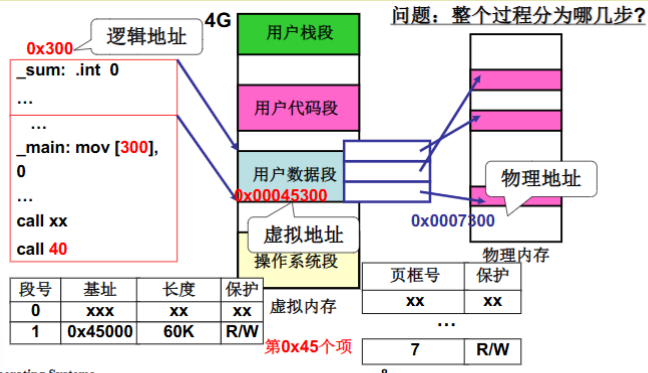 4G
问题：整个过程分为哪几步?
逻辑地址
0x300
_sum: .int 0
…
…
_main: mov [300],
0
…
call xx
call 40
用户栈段
用户代码段
用户数据段
0x00045300
虚拟地址
操作系统段
虚拟内存
物理地址
0x0007300
物理内存
段号 基址 长度 保护
0 xxx xx xx
1 0x45000 60K R/W
第0x45个项
页框号 保护
xx xx
…
7 R/W